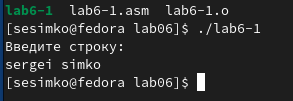 lab6-1 lab6-1.asm lab6-1.o
[sesimko@fedora lab06]$ ./lab6-1
Введите строку:
sergei simko
[sesimko@fedora lab06]$